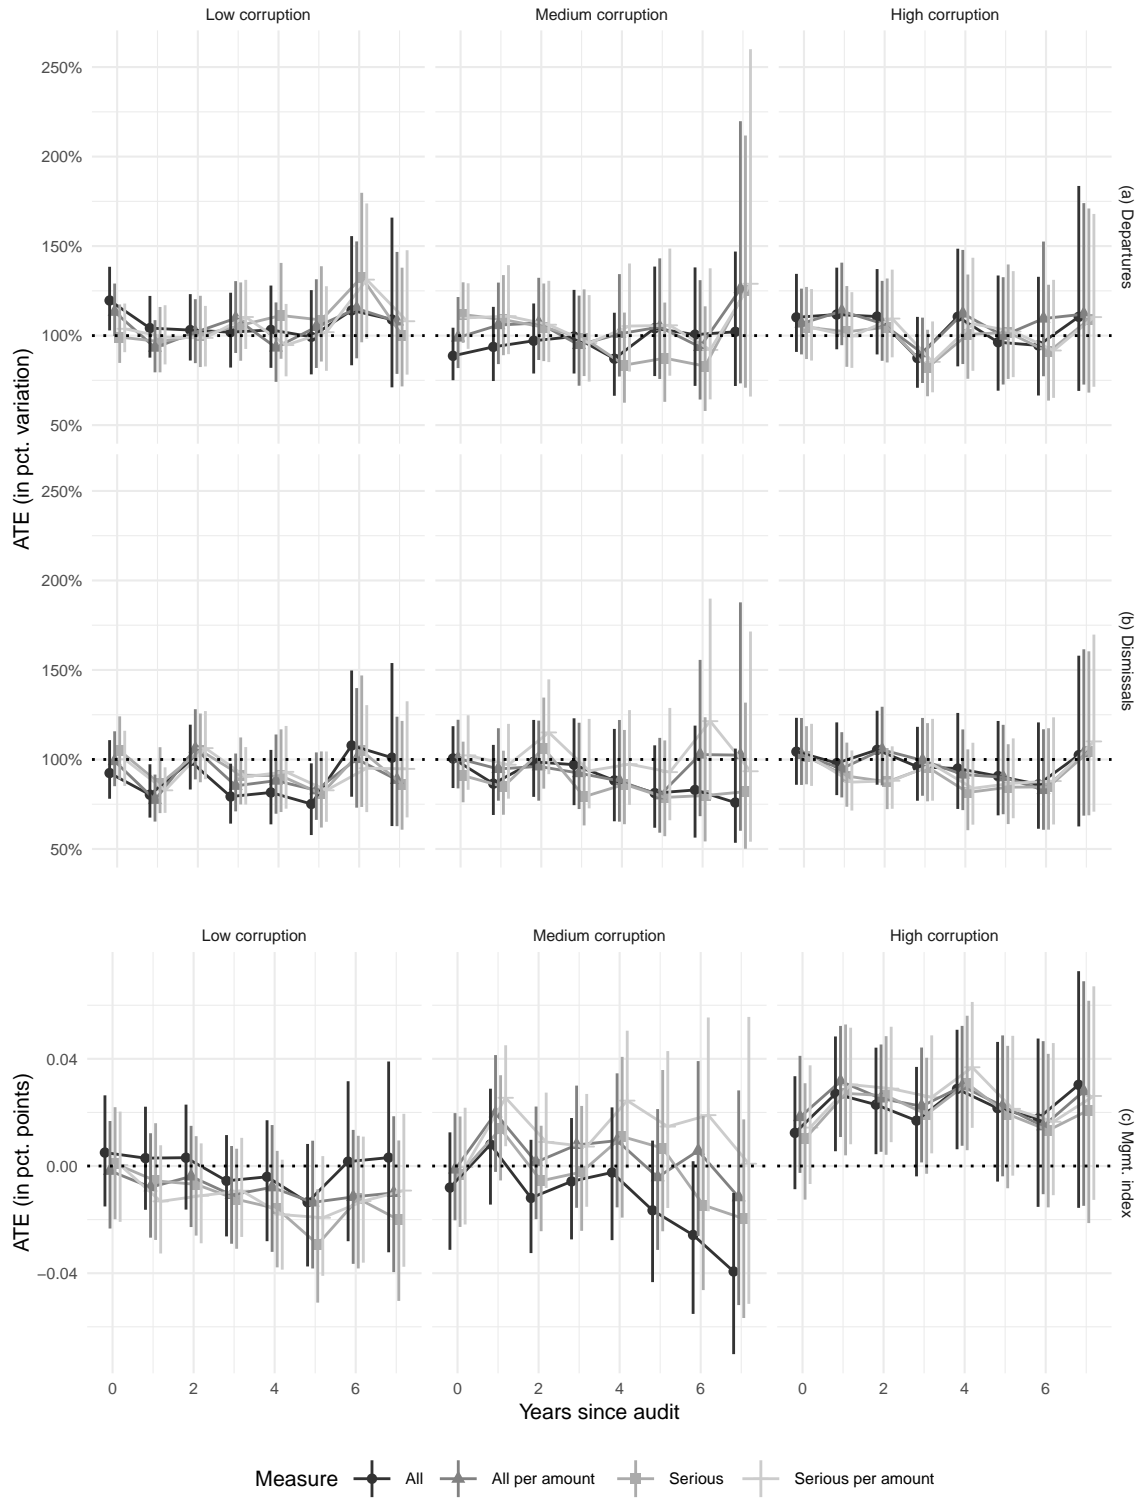 Low corruption Medium corruption High corruption
250%
200%
150%
100%
50%
(a) Departures
ATE (in pct. variation)
250%
200%
150%
100%
50%
(b) Dismissals
Low corruption Medium corruption High corruption
0.04
0.00
−0.04
ATE (in pct. points)
(c) Mgmt. index
0 2 4 6 0 2 4 6 0 2 4 6
Years since audit
Measure All All per amount Serious Serious per amount